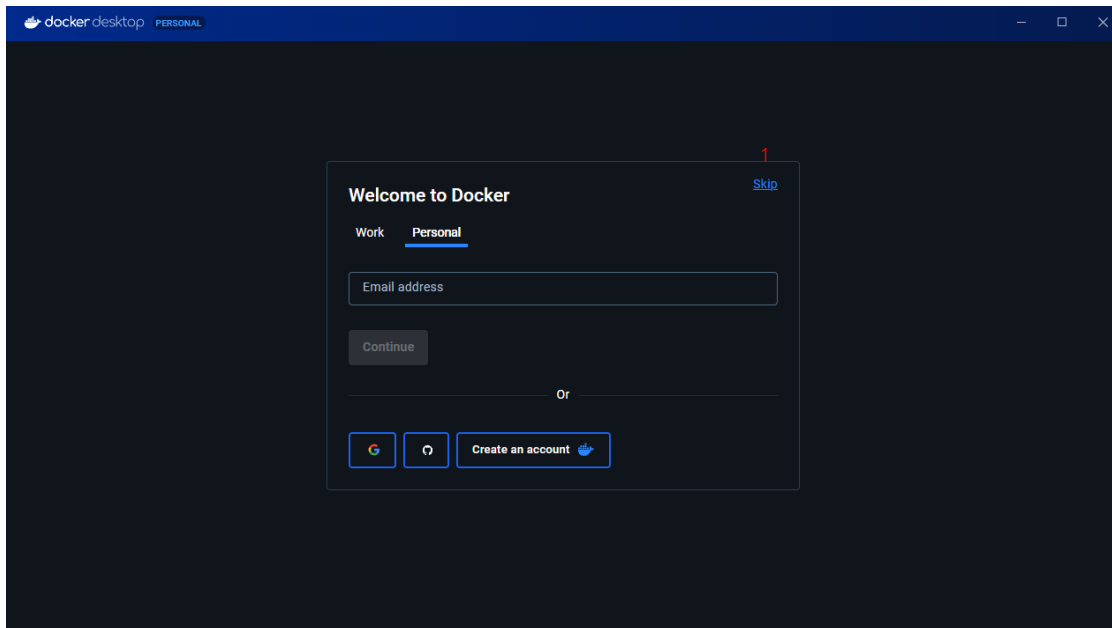 docker desktop PERSONAL
1
Skip
Welcome to Docker
Work Personal
Email address
Continue
Or
Create an account